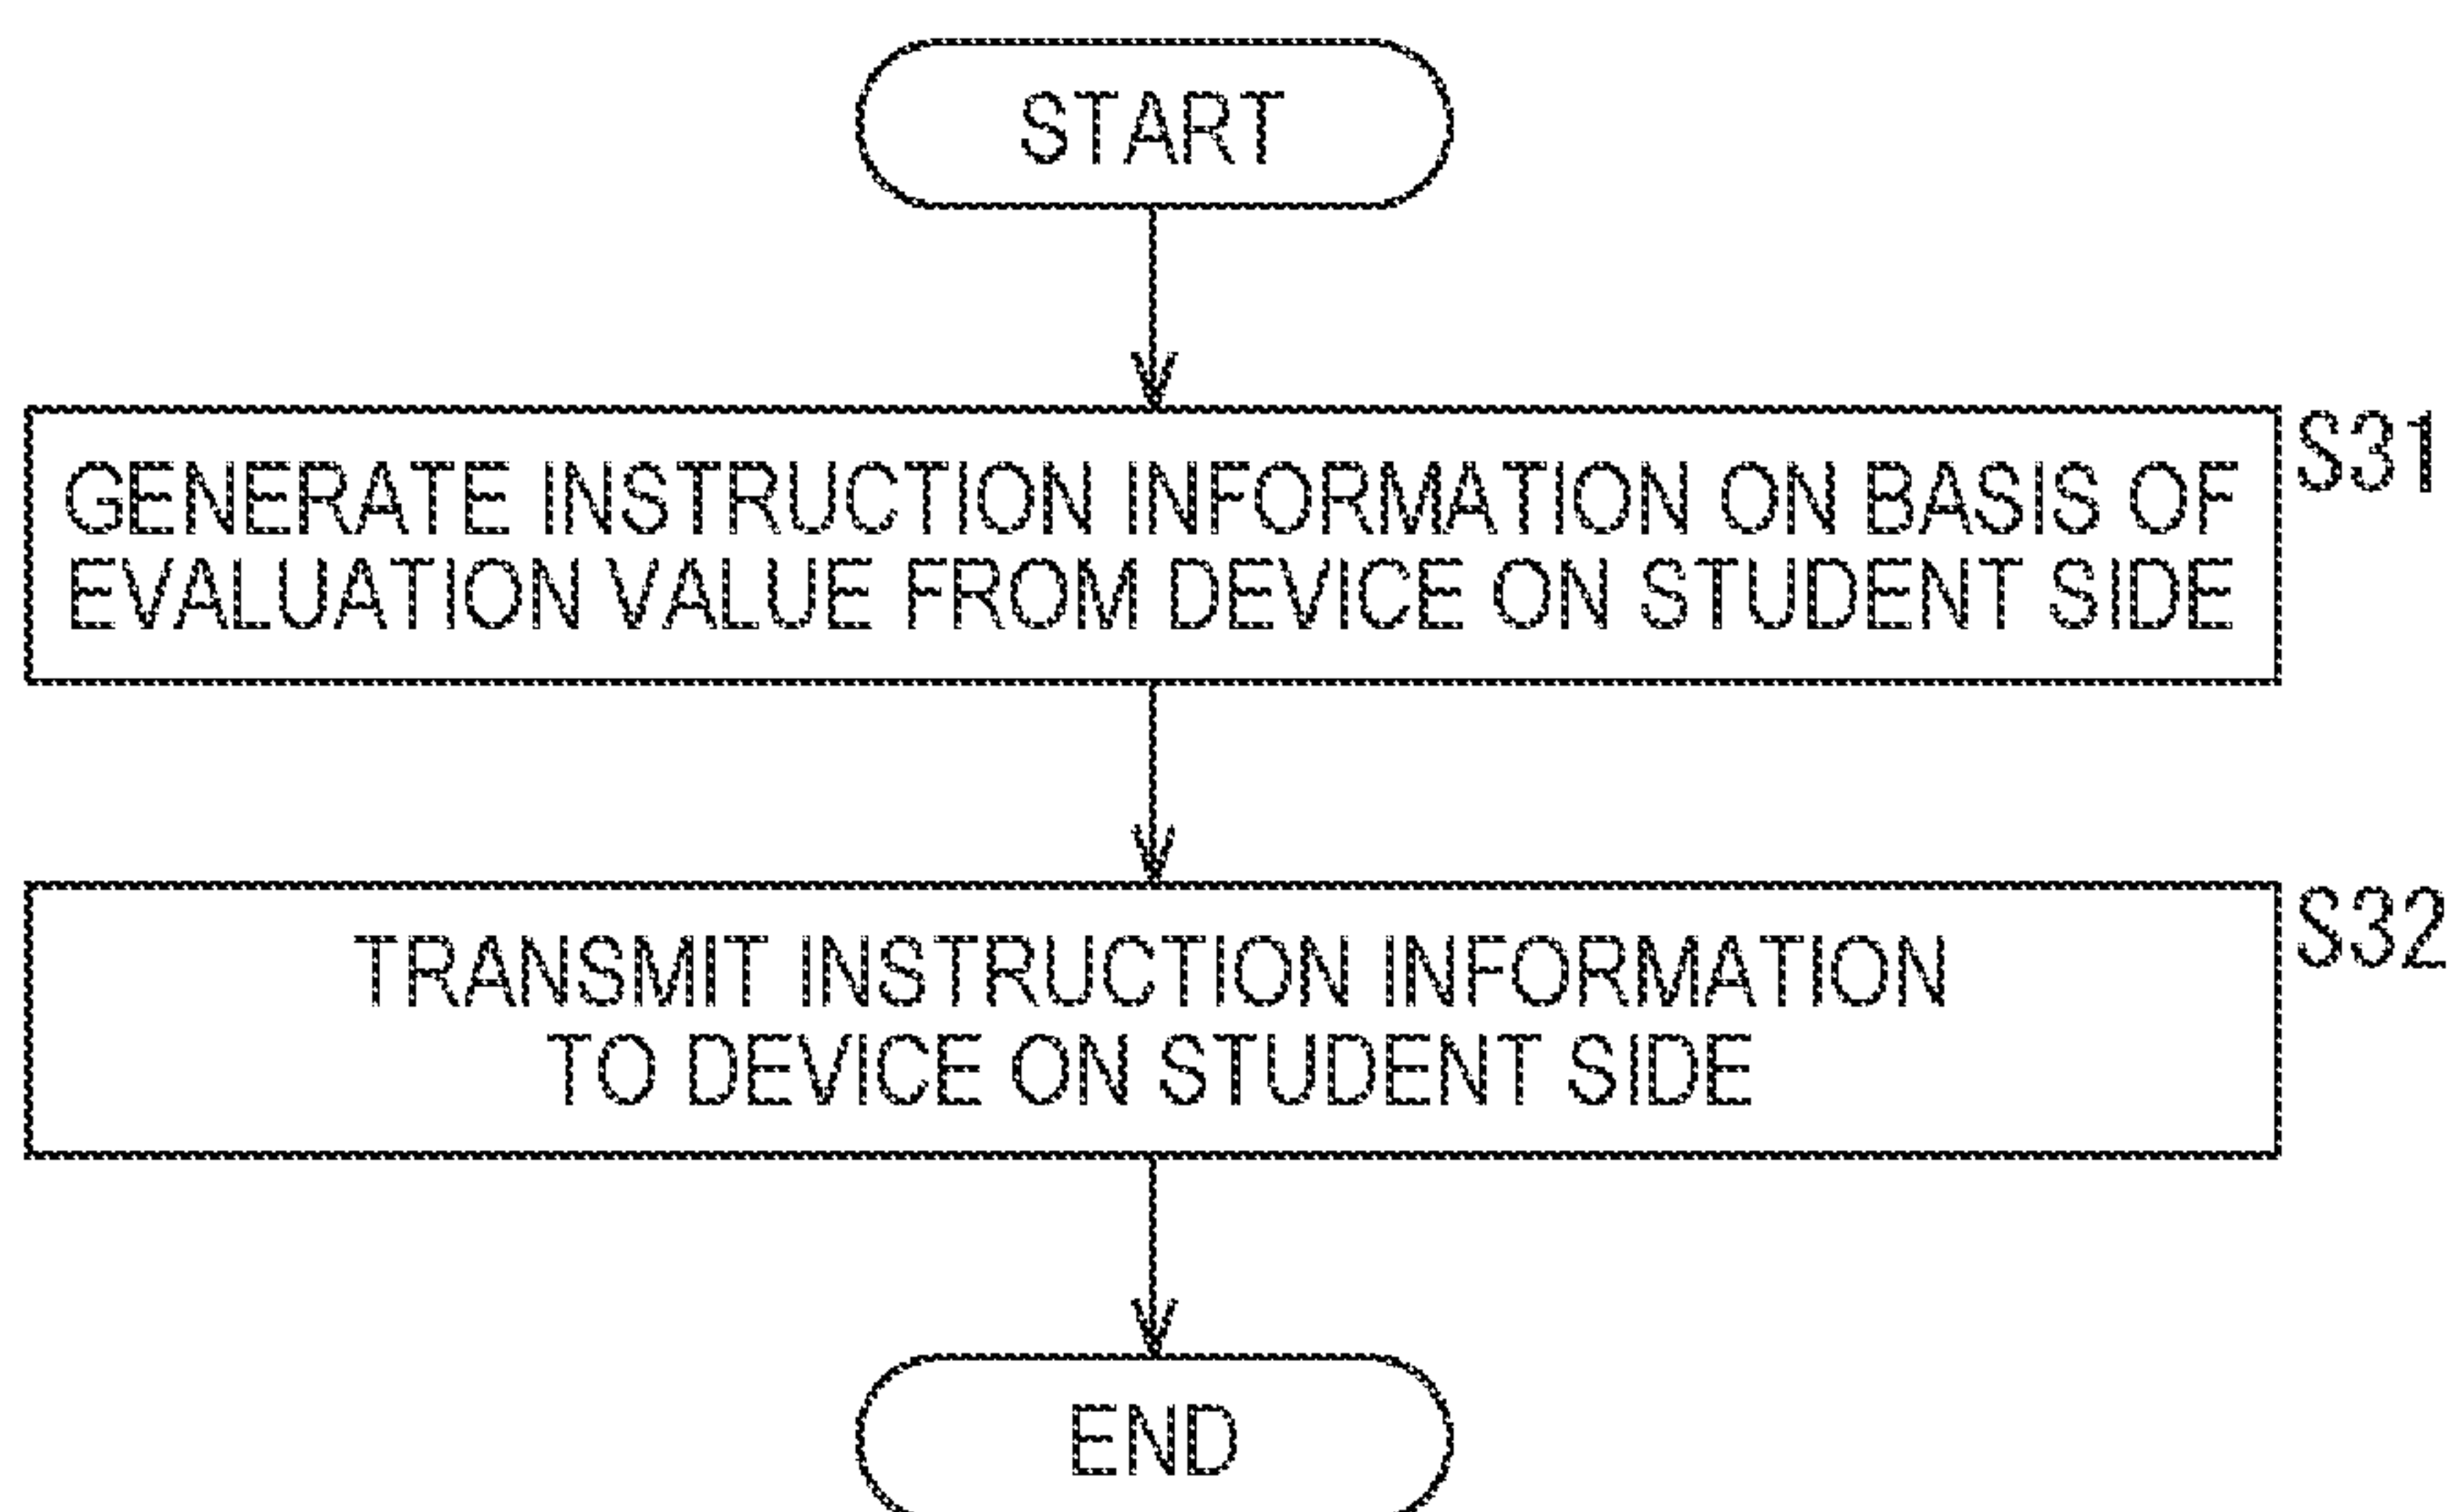 START
GENERATE INSTRUCTION INFORMATION ON BASIS OF
EVALUATION VALUE FROM DEVICE ON STUDENT SIDE
S31
TRANSMIT INSTRUCTION INFORMATION
TO DEVICE ON STUDENT SIDE
S32
END